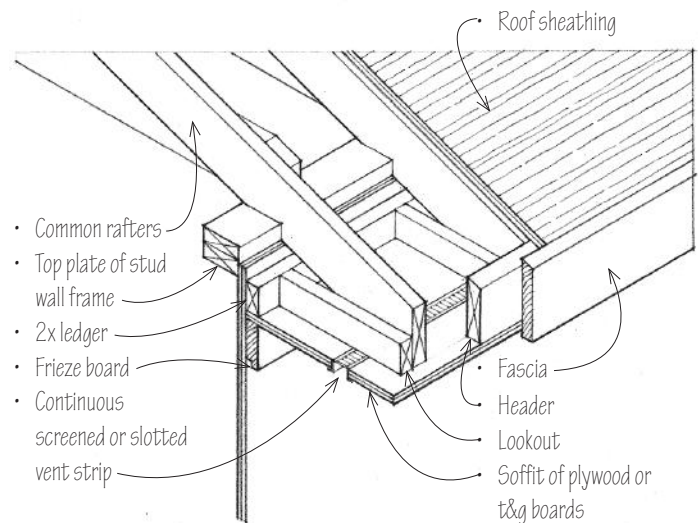 • Roof sheathing
• Common rafters
• Top plate of stud
wall frame
• 2x ledger
• Frieze board
• Continuous
screened or slotted
vent strip
• Fascia
• Header
• Lookout
• Soffit of plywood or
t&g boards